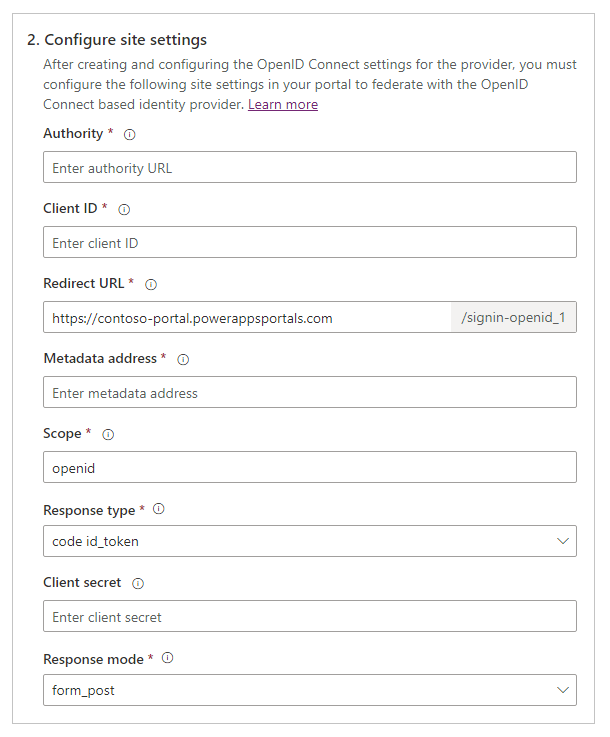 2. Configure site settings
After creating and configuring the OpenID Connect settings for the provider, you must
configure the following site settings in your portal to federate with the OpenID
Connect based identity provider. Learn more
Authority *
Enter authority URL
Client ID *
Enter client ID
Redirect URL *
https://contoso-portal.powerappsportals.com /signin-openid_1
Metadata address *
Enter metadata address
Scope *
openid
Response type *
code id_token
Client secret
Enter client secret
Response mode *
form_post